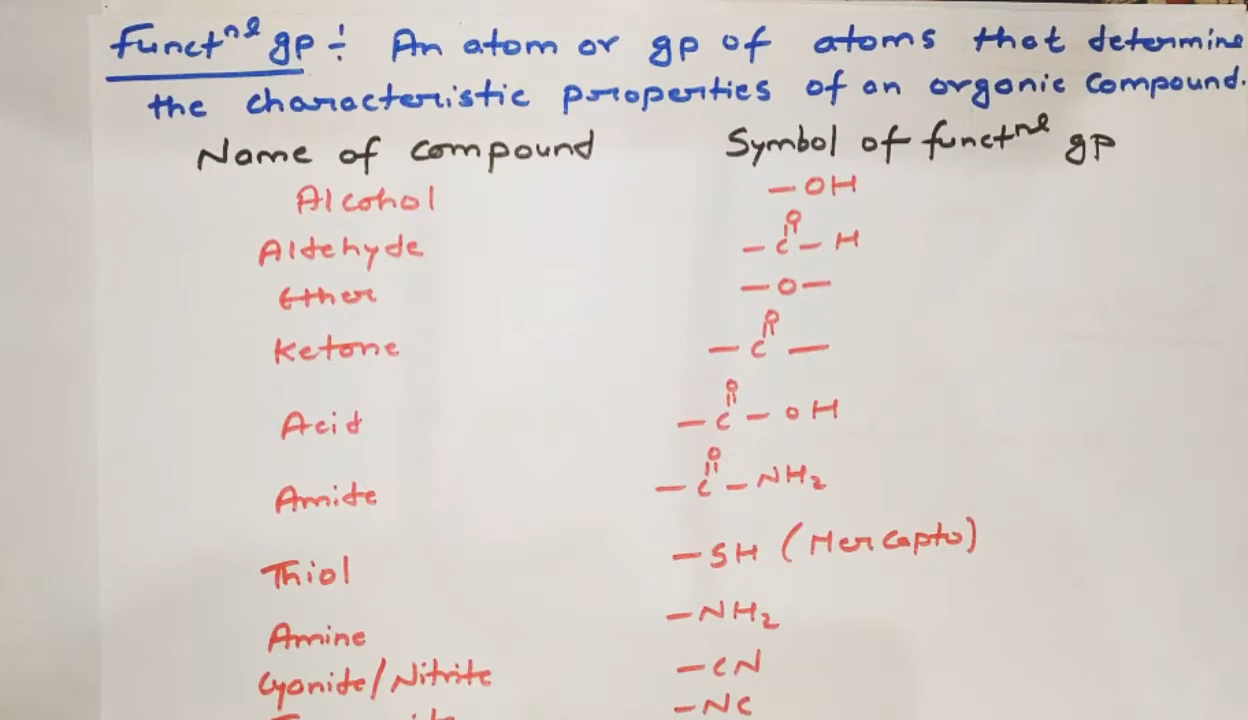 Functnal gp ÷ An atom or gp of atoms that determine
the characteristic properties of an organic compound.
Name of compound Symbol of functnal gp
Alcohol -OH
Aldehyde -C(=O)-H
Ether -O-
Ketone -C(=O)-
Acid -C(=O)-OH
Amide -C(=O)-NH₂
Thiol -SH (Mercapto)
Amine -NH₂
Cyanide/Nitrite -CN
-NC